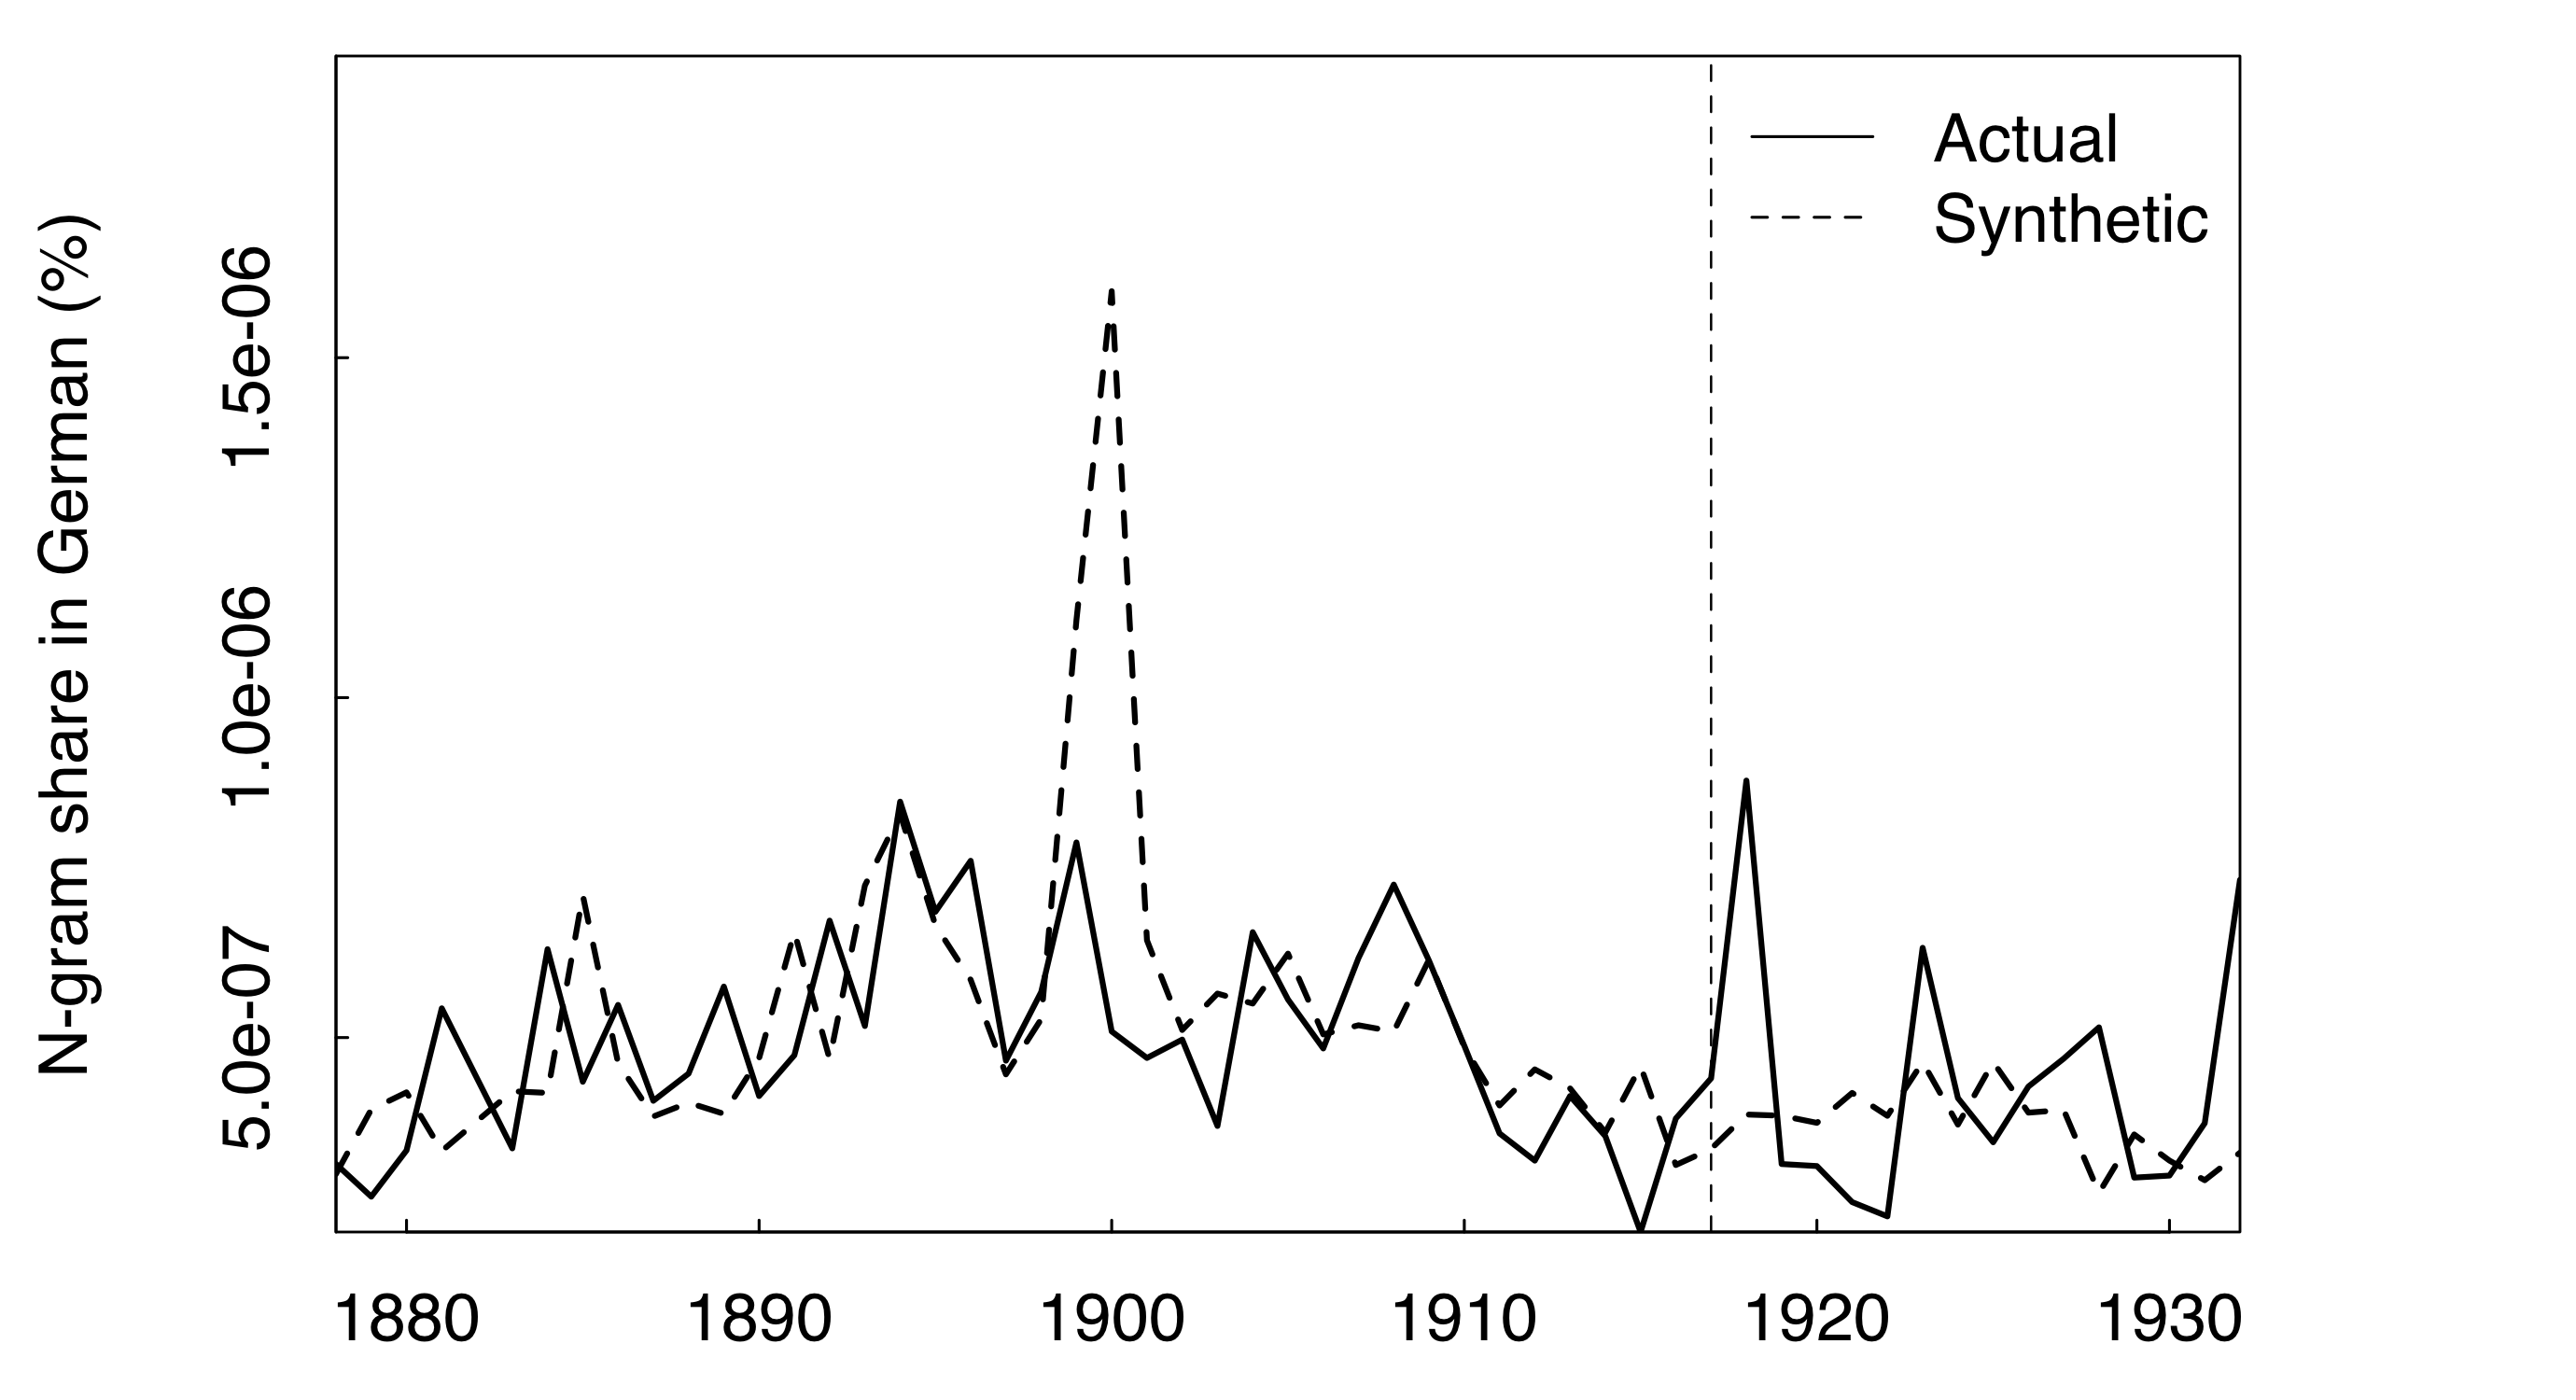 N-gram share in German (%)
1.5e-06
1.0e-06
5.0e-07
Actual
Synthetic
1880 1890 1900 1910 1920 1930